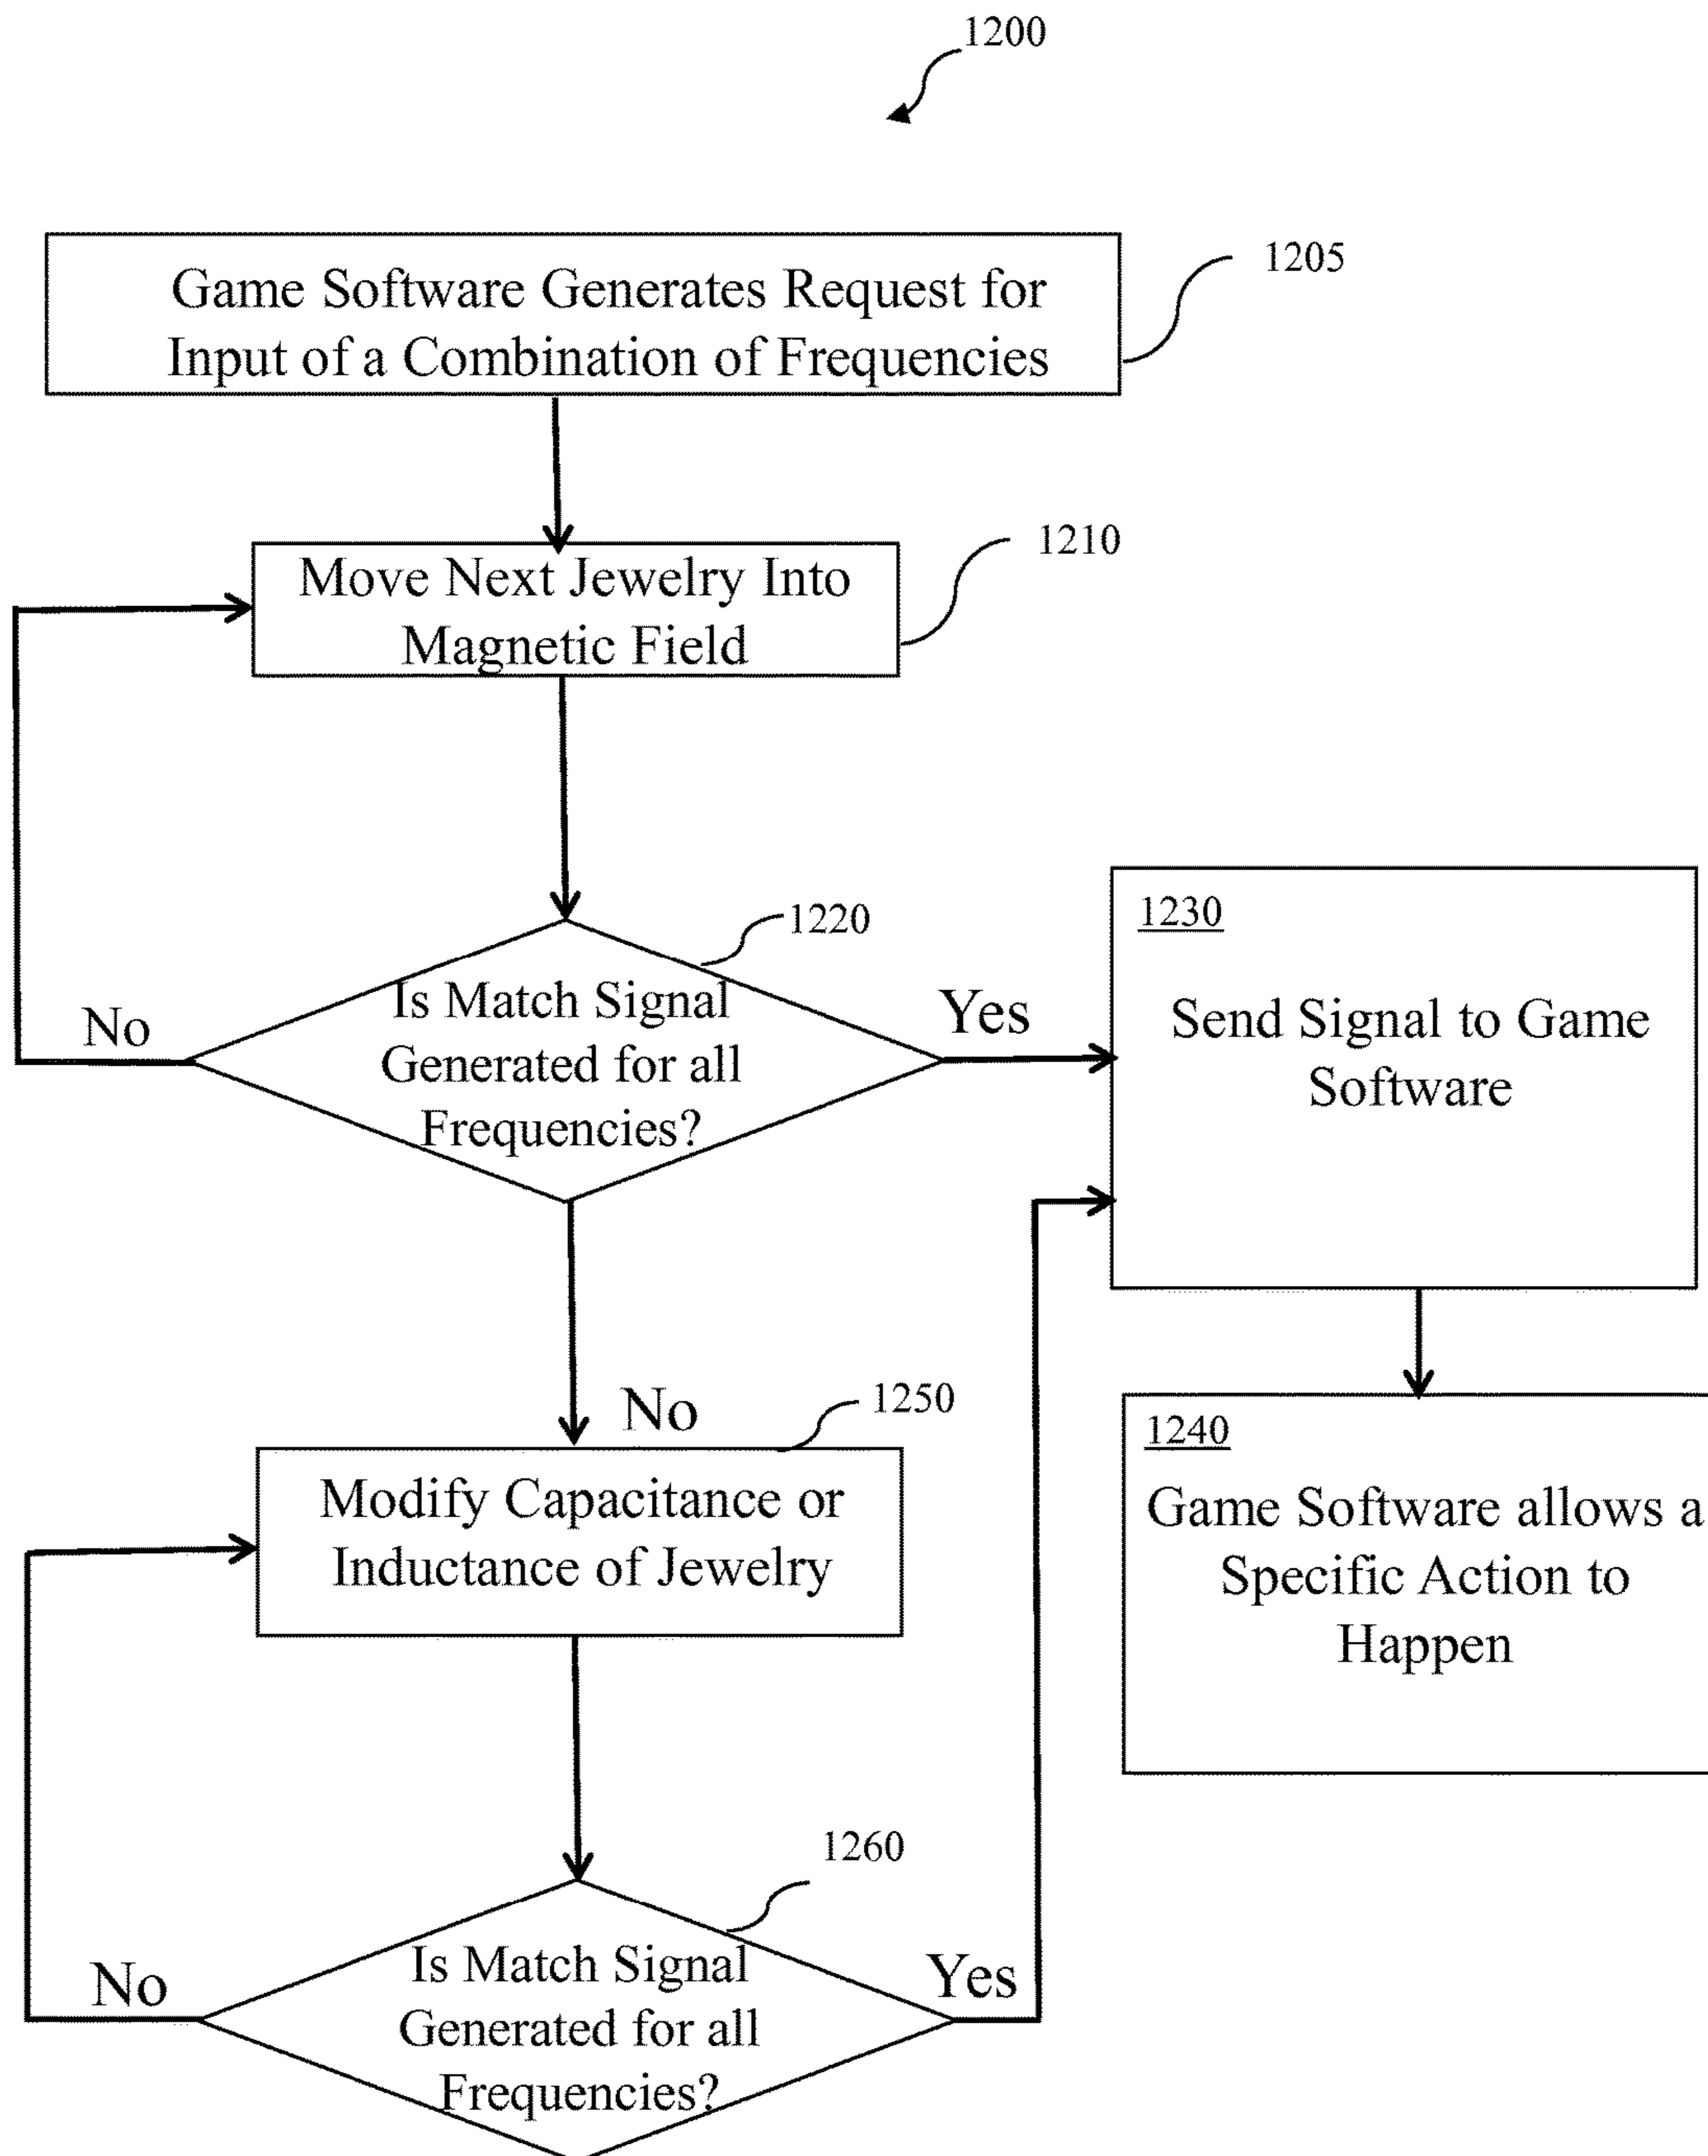 1200
1205
Game Software Generates Request for
Input of a Combination of Frequencies
1210
Move Next Jewelry Into
Magnetic Field
1220
Is Match Signal
Generated for all
Frequencies?
No
Yes
1230
Send Signal to Game
Software
No
1250
Modify Capacitance or
Inductance of Jewelry
1240
Game Software allows a
Specific Action to
Happen
1260
Is Match Signal
Generated for all
Frequencies?
No
Yes